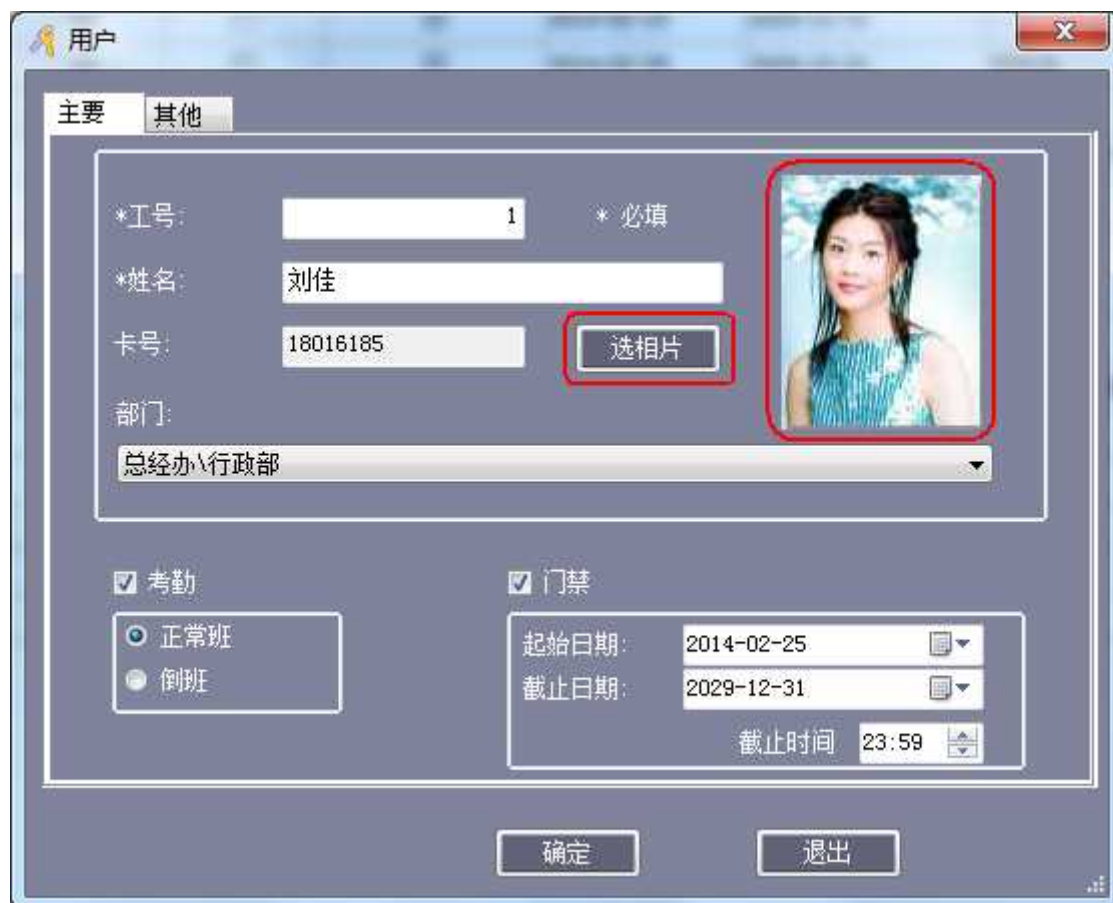 用户
主要
其他
*工号: 1 * 必填
*姓名: 刘佳
卡号: 18016185 选相片
部门:
总经办\行政部
考勤
门禁
正常班
倒班
起始日期: 2014-02-25
截止日期: 2029-12-31
截止时间 23:59
确定
退出